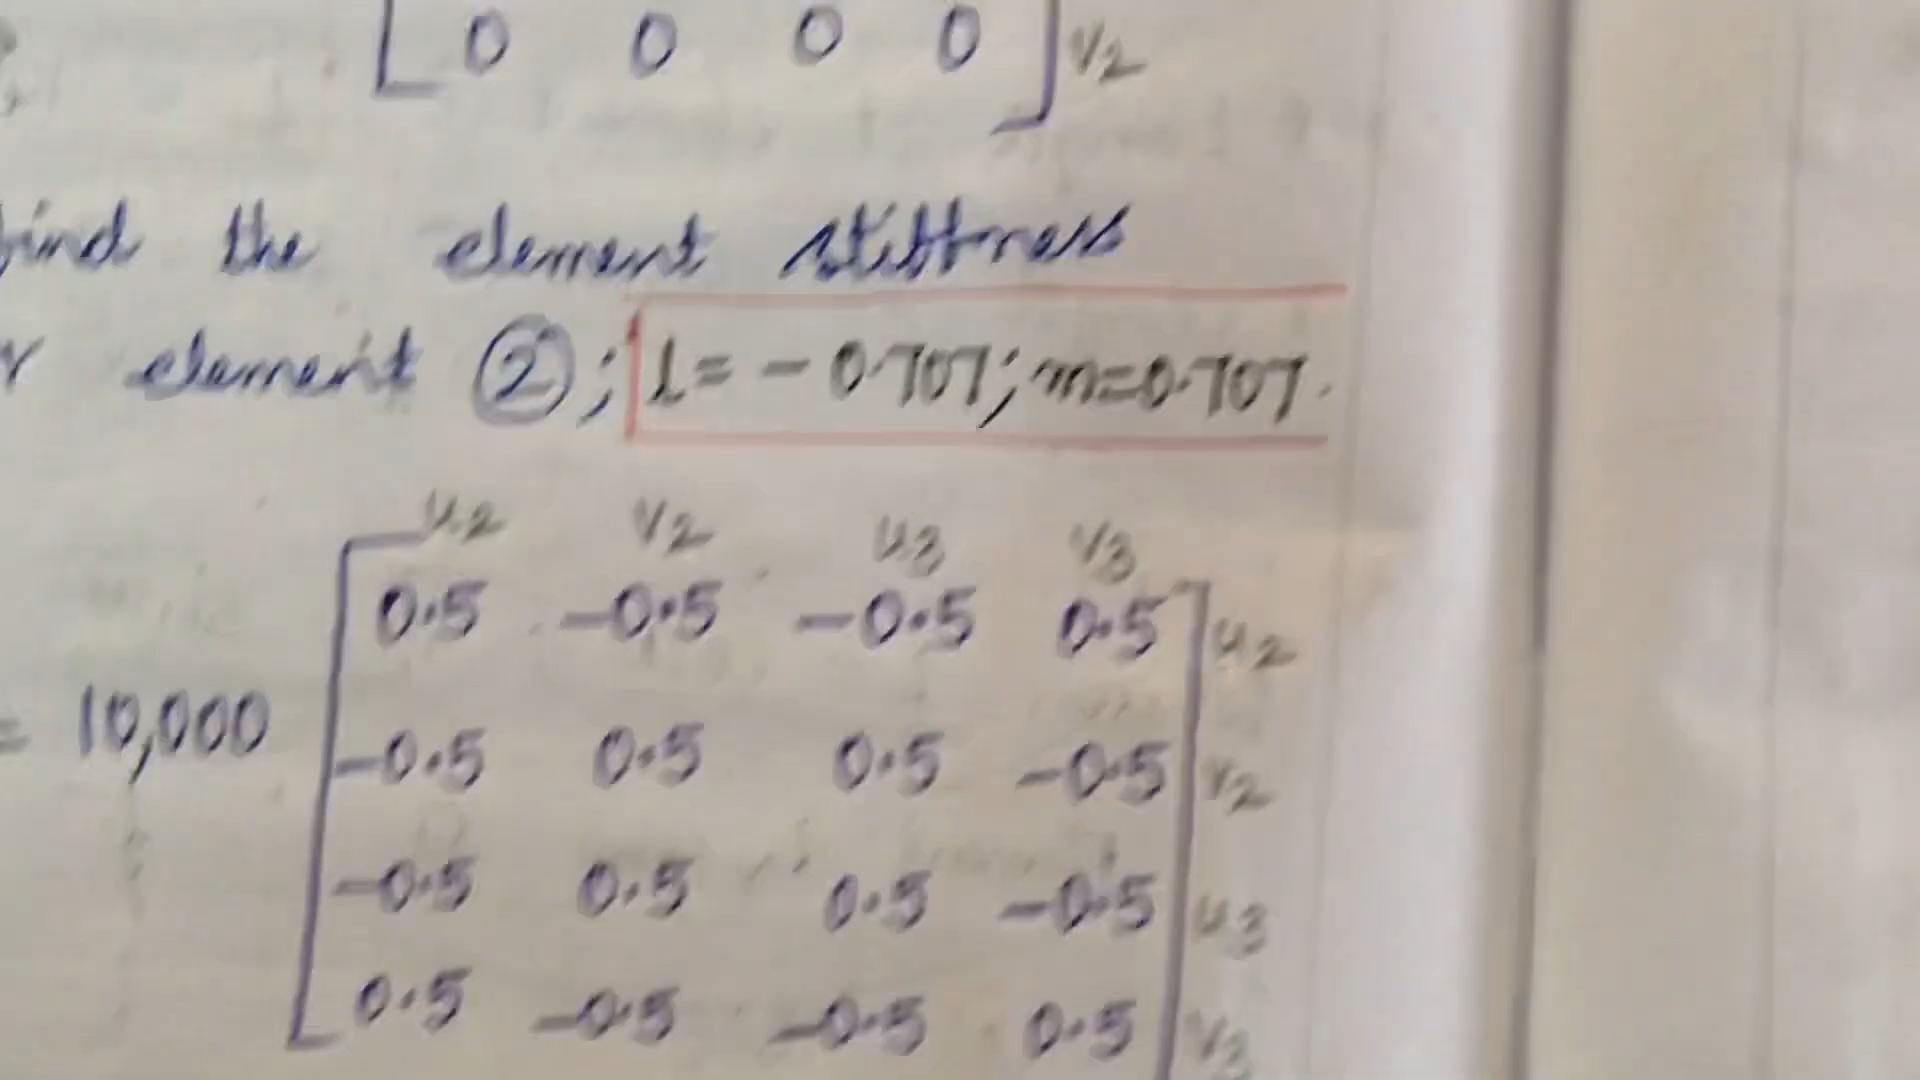 0 0 0 0 v2
find the element stiffness
element ②; l = - 0.707; m=0.707.
u2 v2 u3 v3
0.5 -0.5 -0.5 0.5 u2
= 10,000
-0.5 0.5 0.5 -0.5 v2
-0.5 0.5 0.5 -0.5 u3
0.5 -0.5 -0.5 0.5 v3